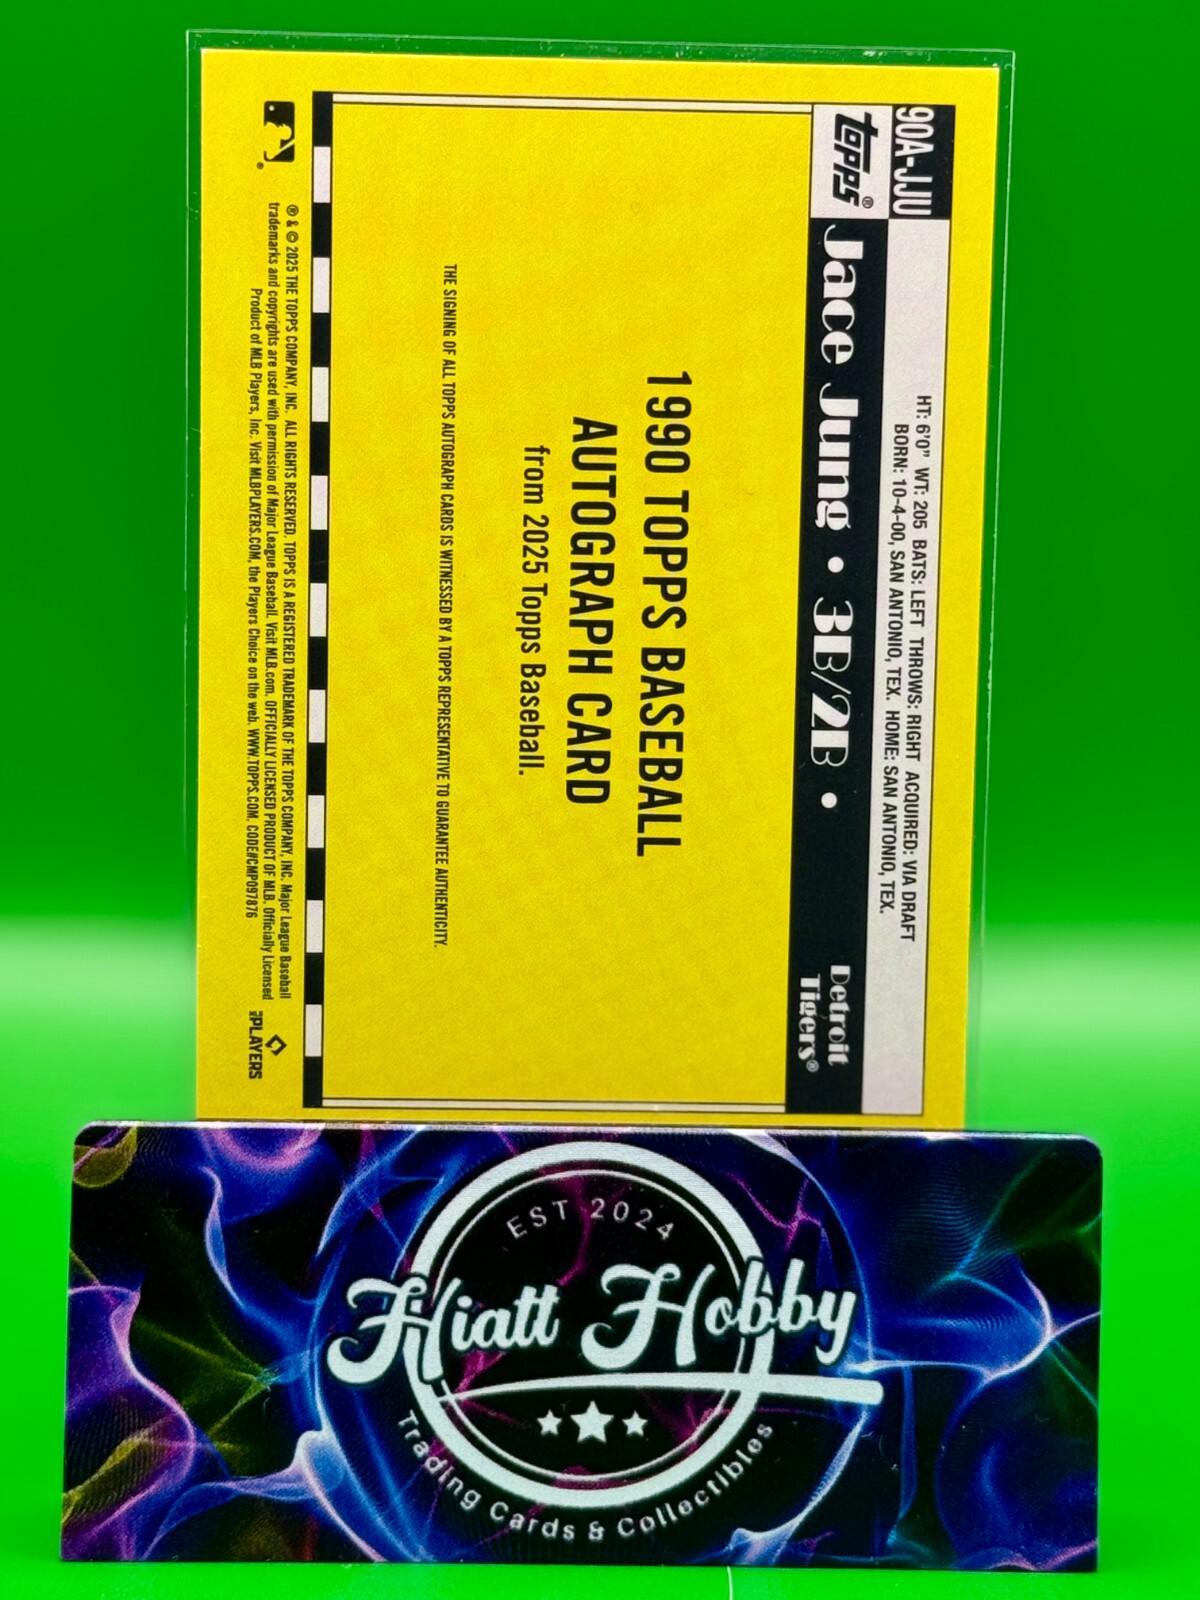 90A-JJU
HT: 6'0" WT: 205 BATS: LEFT THROWS: RIGHT ACQUIRED: VIA DRAFT
BORN: 10-4-00, SAN ANTONIO, TEX. HOME: SAN ANTONIO, TEX.
topps®
Jace Jung • 3B/2B •
Detroit
Tigers®
1990 TOPPS BASEBALL
AUTOGRAPH CARD
from 2025 Topps Baseball.
THE SIGNING OF ALL TOPPS AUTOGRAPH CARDS IS WITNESSED BY A TOPPS REPRESENTATIVE TO GUARANTEE AUTHENTICITY.
® & © 2025 THE TOPPS COMPANY, INC. ALL RIGHTS RESERVED. TOPPS IS A REGISTERED TRADEMARK OF THE TOPPS COMPANY, INC. Major League Baseball
trademarks and copyrights are used with permission of Major League Baseball. Visit MLB.com. OFFICIALLY LICENSED PRODUCT OF MLB. Officially Licensed
Product of MLB Players, Inc. Visit MLBPLAYERS.COM, the Players Choice on the web. WWW.TOPPS.COM. CODE#CMP097876
PLAYERS
EST 2024
Hiatt Hobby
Trading Cards & Collectibles